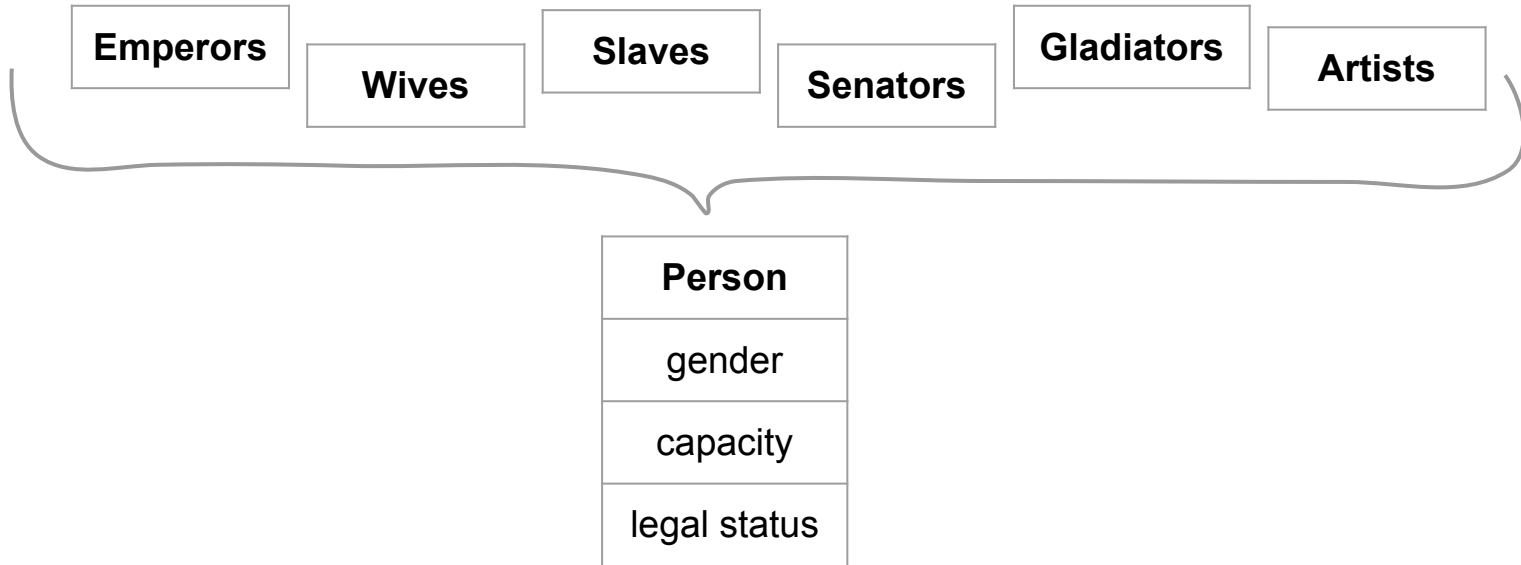 Emperors
Wives
Slaves
Senators
Gladiators
Artists
Person
gender
capacity
legal status